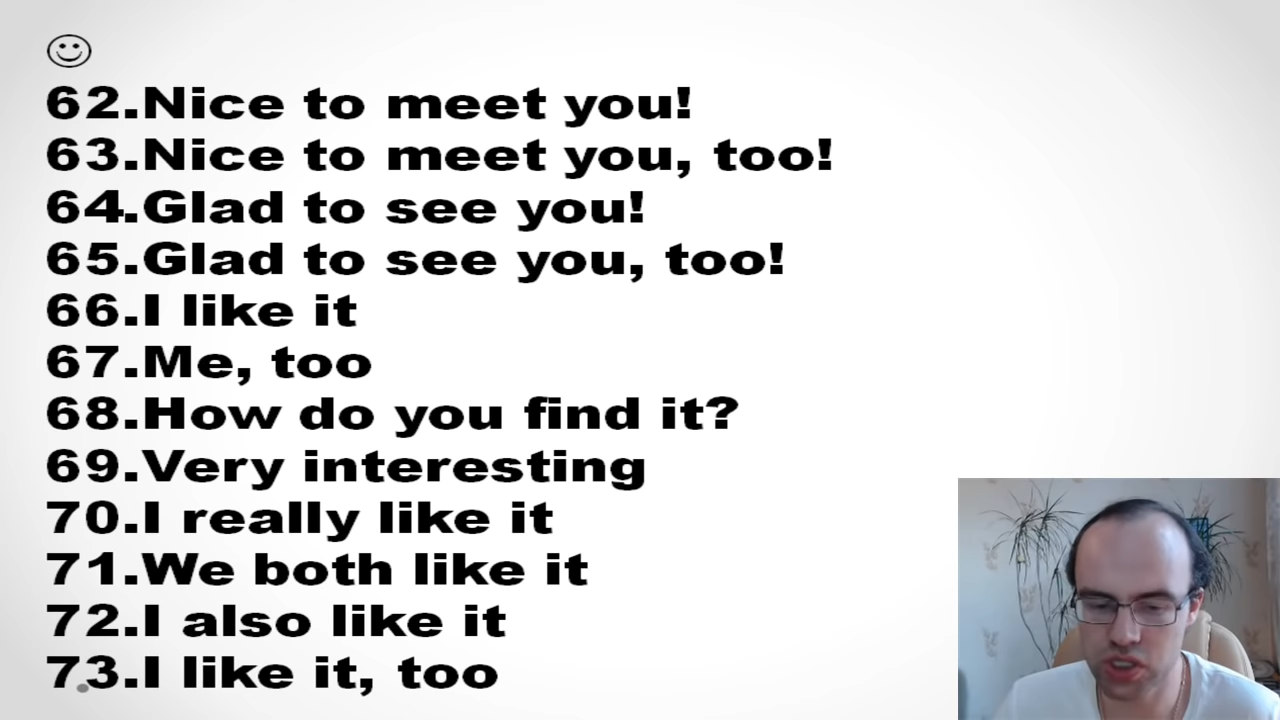 62.Nice to meet you!
63.Nice to meet you, too!
64.Glad to see you!
65.Glad to see you, too!
66.I like it
67.Me, too
68.How do you find it?
69.Very interesting
70.I really like it
71.We both like it
72.I also like it
73.I like it, too